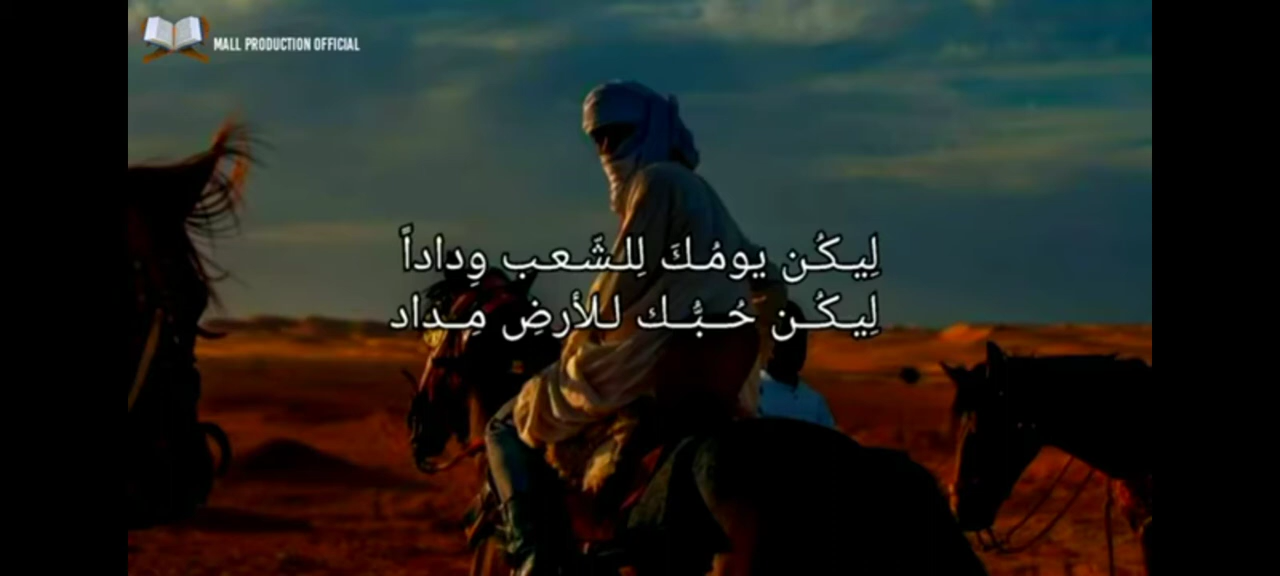 MALL PRODUCTION OFFICIAL
لِيكُن يومُكَ لِلشَّعب وِداداً
لِيكُن حُبُّك للأرضِ مِداد